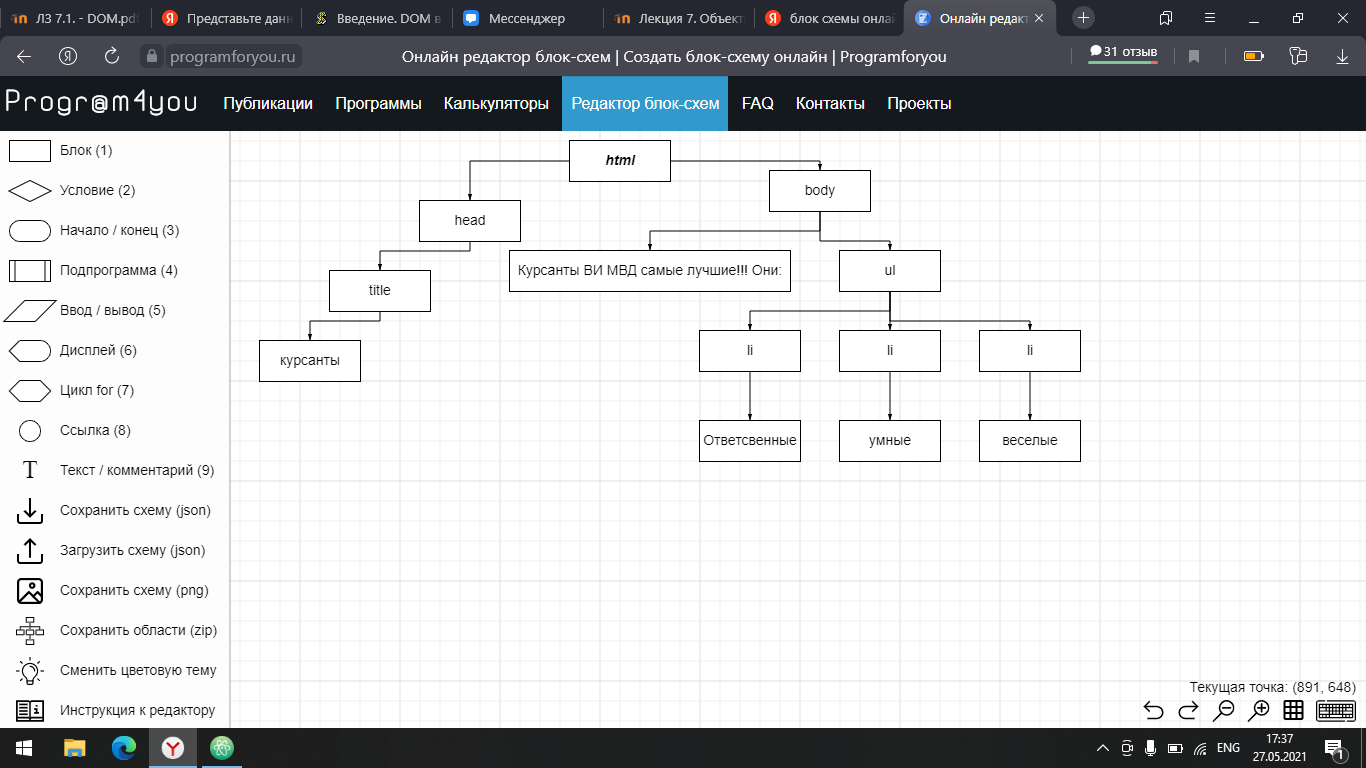 ЛЗ 7.1. - DOM.pdf
Представьте данн
Введение. DOM в
Мессенджер
Лекция 7. Объект
блок схемы онла
Онлайн редакт
programforyou.ru
Онлайн редактор блок-схем | Создать блок-схему онлайн | Programforyou
31 отзыв
Progr@m4you
Публикации
Программы
Калькуляторы
Редактор блок-схем
FAQ
Контакты
Проекты
Блок (1)
Условие (2)
Начало / конец (3)
Подпрограмма (4)
Ввод / вывод (5)
Дисплей (6)
Цикл for (7)
Ссылка (8)
T Текст / комментарий (9)
Сохранить схему (json)
Загрузить схему (json)
Сохранить схему (png)
Сохранить области (zip)
Сменить цветовую тему
Инструкция к редактору
html
body
head
Курсанты ВИ МВД самые лучшие!!! Они:
ul
title
li
li
li
курсанты
Ответсвенные
умные
веселые
Текущая точка: (891, 648)
ENG
17:37
27.05.2021
1